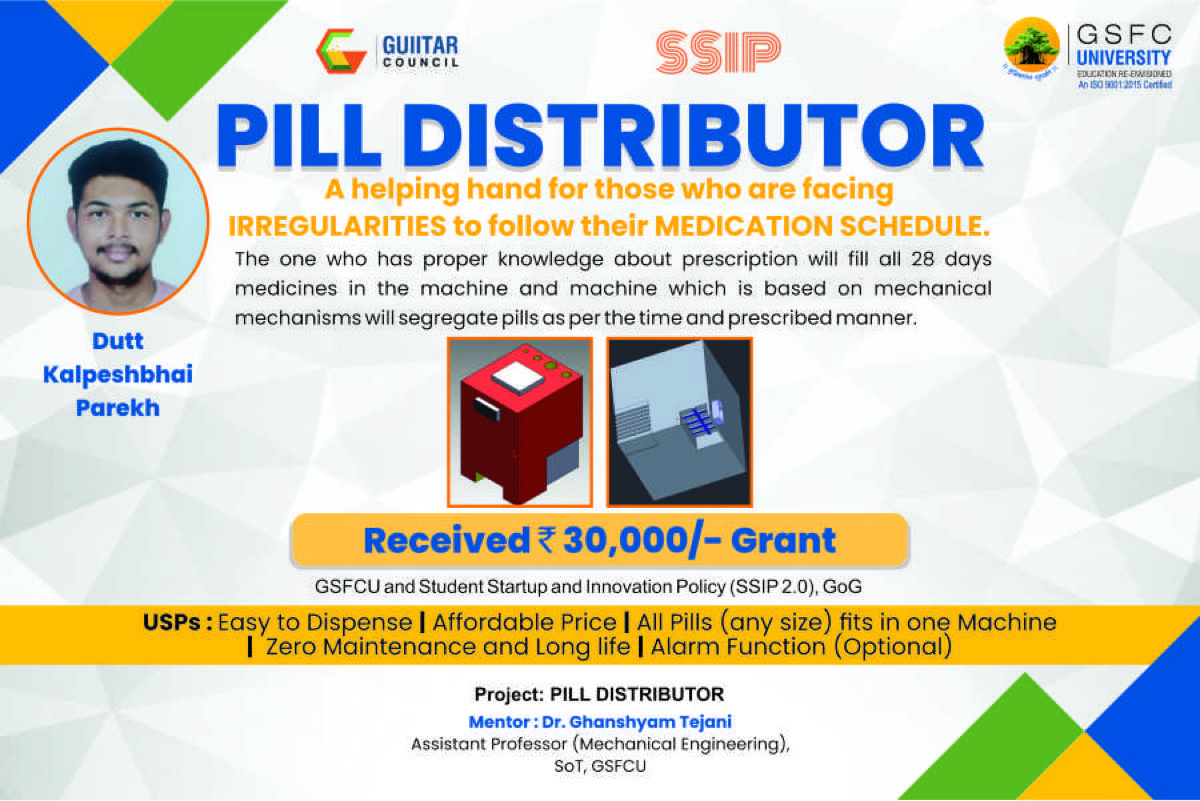 GUIITAR
COUNCIL
SSIP
GSFC
UNIVERSITY
EDUCATION RE-ENVISIONED
An ISO 9001:2015 Certified
PILL DISTRIBUTOR
A helping hand for those who are facing
IRREGULARITIES to follow their MEDICATION SCHEDULE.
The one who has proper knowledge about prescription will fill all 28 days
medicines in the machine and machine which is based on mechanical
mechanisms will segregate pills as per the time and prescribed manner.
Dutt
Kalpeshbhai
Parekh
Received ₹ 30,000/- Grant
GSFCU and Student Startup and Innovation Policy (SSIP 2.0), GoG
USPs : Easy to Dispense | Affordable Price | All Pills (any size) fits in one Machine
| Zero Maintenance and Long life | Alarm Function (Optional)
Project: PILL DISTRIBUTOR
Mentor : Dr. Ghanshyam Tejani
Assistant Professor (Mechanical Engineering),
SoT, GSFCU